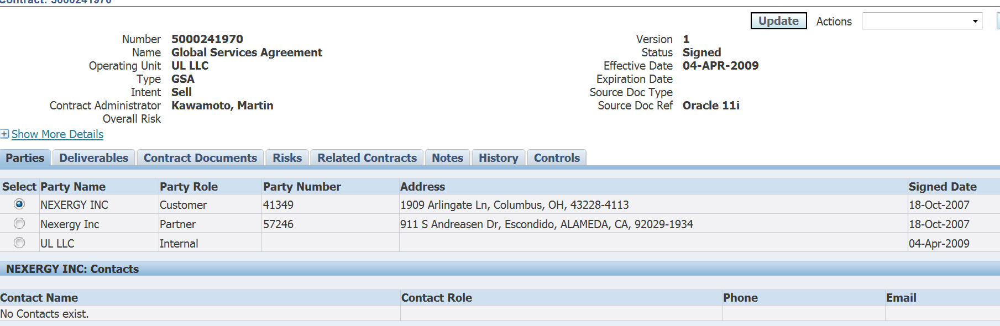 Contract: 5000241970
Update Actions
Number 5000241970
Name Global Services Agreement
Operating Unit UL LLC
Type GSA
Intent Sell
Contract Administrator Kawamoto, Martin
Overall Risk
Version 1
Status Signed
Effective Date 04-APR-2009
Expiration Date
Source Doc Type
Source Doc Ref Oracle 11i
Show More Details
Parties Deliverables Contract Documents Risks Related Contracts Notes History Controls
Select Party Name Party Role Party Number Address Signed Date
NEXERGY INC Customer 41349 1909 Arlingate Ln, Columbus, OH, 43228-4113 18-Oct-2007
Nexergy Inc Partner 57246 911 S Andreasen Dr, Escondido, ALAMEDA, CA, 92029-1934 18-Oct-2007
UL LLC Internal 04-Apr-2009
NEXERGY INC: Contacts
Contact Name Contact Role Phone Email
No Contacts exist.